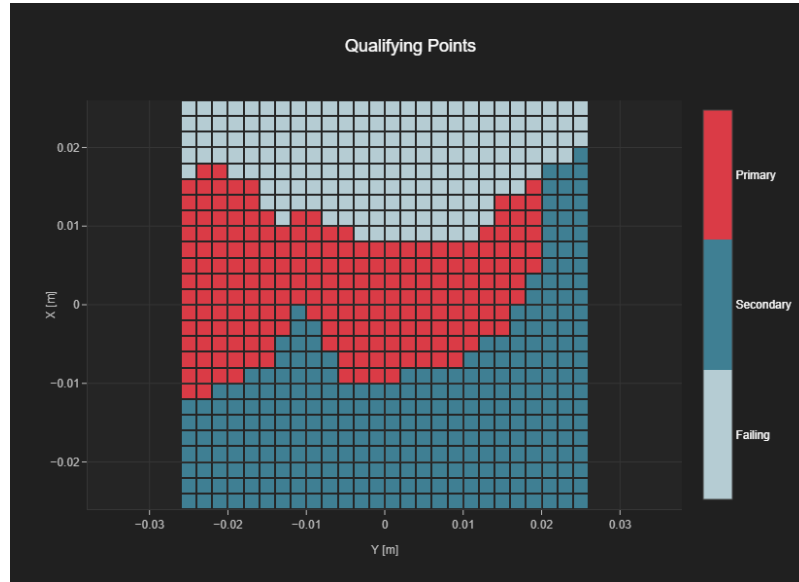 Qualifying Points
0.02
0.01
0
−0.01
−0.02
X [m]
−0.03
−0.02
−0.01
0
0.01
0.02
0.03
Y [m]
Primary
Secondary
Failing